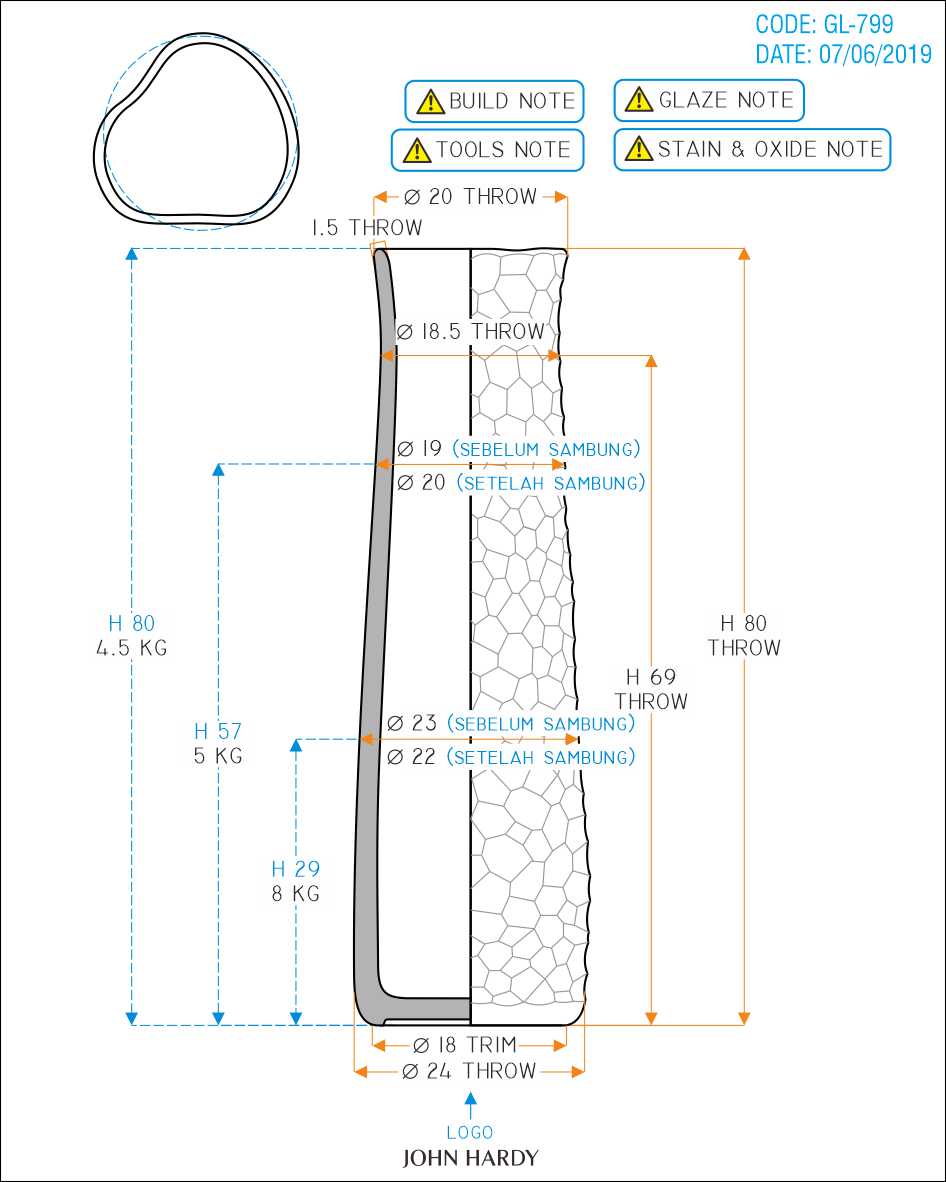 CODE: GL-799
DATE: 07/06/2019
BUILD NOTE
GLAZE NOTE
TOOLS NOTE
STAIN & OXIDE NOTE
Ø 20 THROW
1.5 THROW
Ø 18.5 THROW
Ø 19 (SEBELUM SAMBUNG)
Ø 20 (SETELAH SAMBUNG)
H 80
4.5 KG
H 80
THROW
H 69
THROW
Ø 23 (SEBELUM SAMBUNG)
H 57
5 KG
Ø 22 (SETELAH SAMBUNG)
H 29
8 KG
Ø 18 TRIM
Ø 24 THROW
LOGO
JOHN HARDY